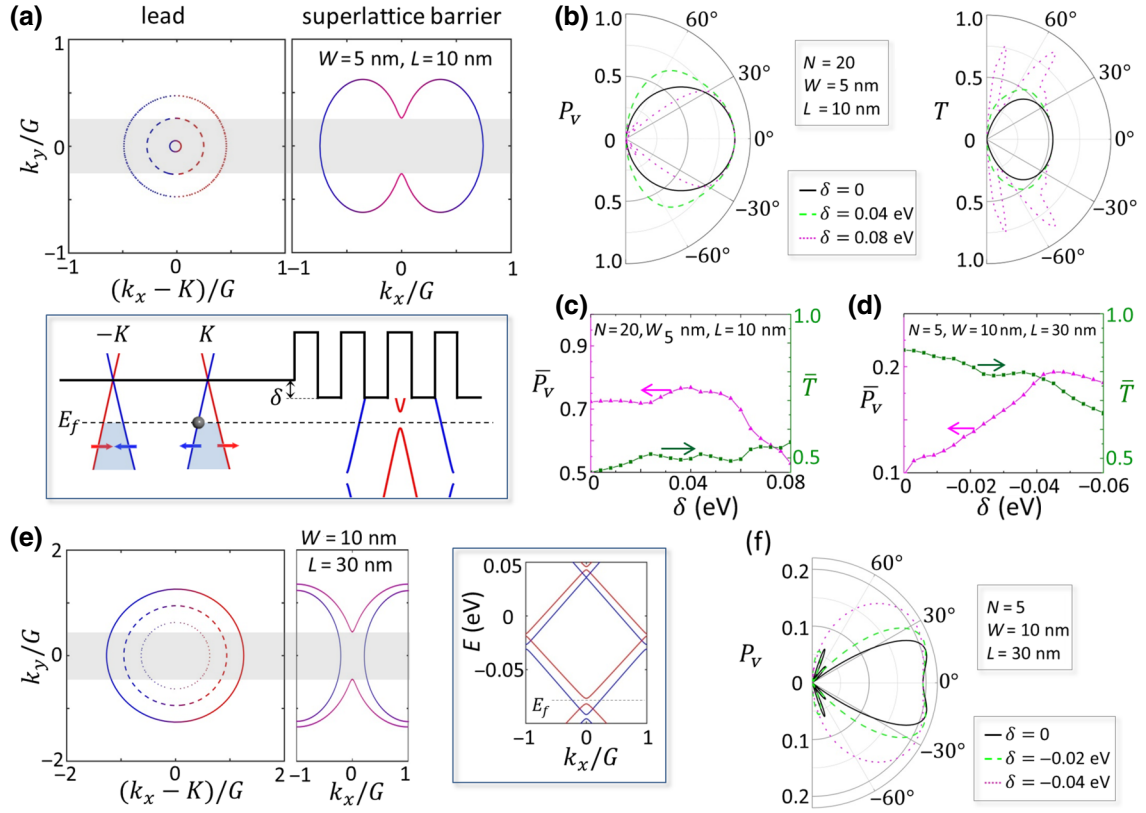 (a)
lead
superlattice barrier
W = 5 nm, L = 10 nm
k_y/G
1
0
−1
−1
0
1
−1
0
1
(k_x − K)/G
k_x/G
−K
K
δ
E_f
(b)
P_v
1.0
0.5
0
0.5
1.0
60°
30°
0°
−30°
−60°
N = 20
W = 5 nm
L = 10 nm
δ = 0
δ = 0.04 eV
δ = 0.08 eV
T
1.0
0.5
0
0.5
1.0
60°
30°
0°
−30°
−60°
(c)
N = 20, W 5 nm, L = 10 nm
P̄_v
0.9
0.7
0.5
0
0.04
0.08
δ (eV)
1.0
0.5
0.1
T̄
(d)
N = 5, W = 10 nm, L = 30 nm
P̄_v
0.2
0.1
0
−0.02
−0.04
−0.06
δ (eV)
1.0
0.5
0.1
T̄
(e)
W = 10 nm
L = 30 nm
k_y/G
2
0
−2
−2
0
2
−1
0
1
(k_x − K)/G
k_x/G
E (eV)
0.05
0
−0.05
E_f
−1
0
1
k_x/G
(f)
P_v
0.2
0.1
0
0.1
0.2
60°
30°
0°
−30°
−60°
N = 5
W = 10 nm
L = 30 nm
δ = 0
δ = −0.02 eV
δ = −0.04 eV